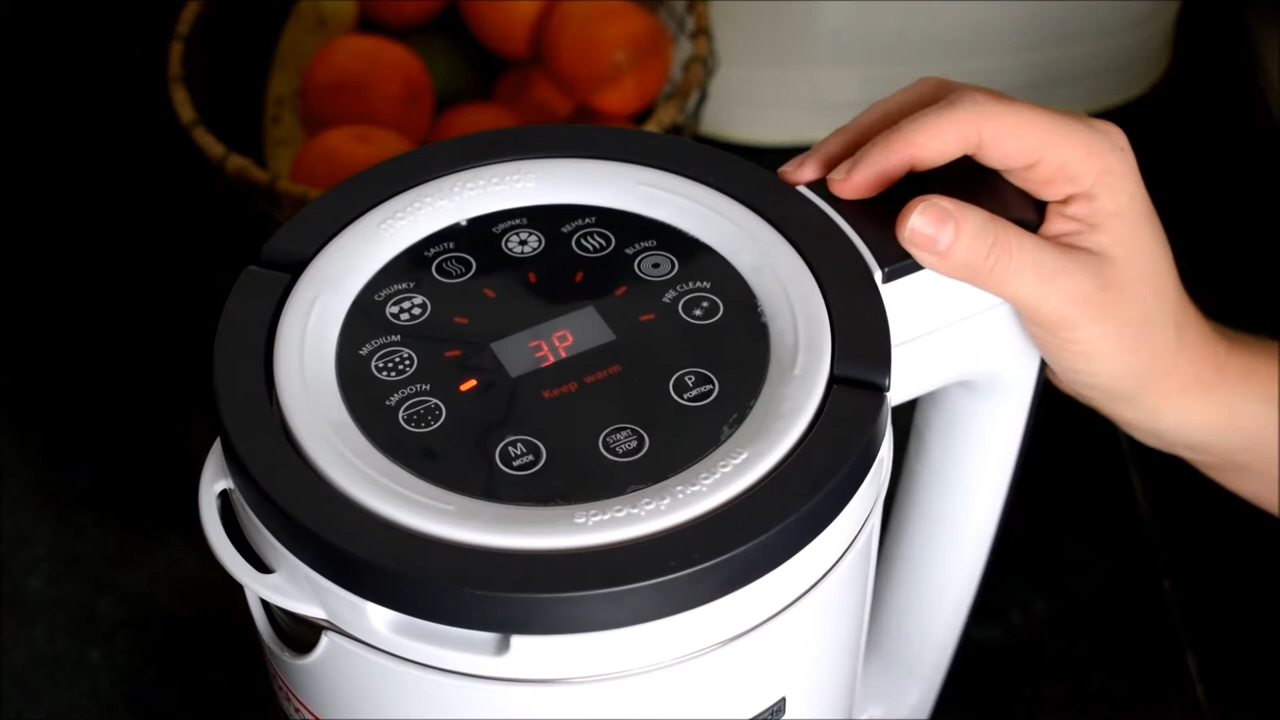 morphy richards
DRINKS
REHEAT
SAUTE
BLEND
CHUNKY
PRE CLEAN
MEDIUM
3P
Keep warm
SMOOTH
P
PORTION
M
MODE
START
STOP
morphy richards